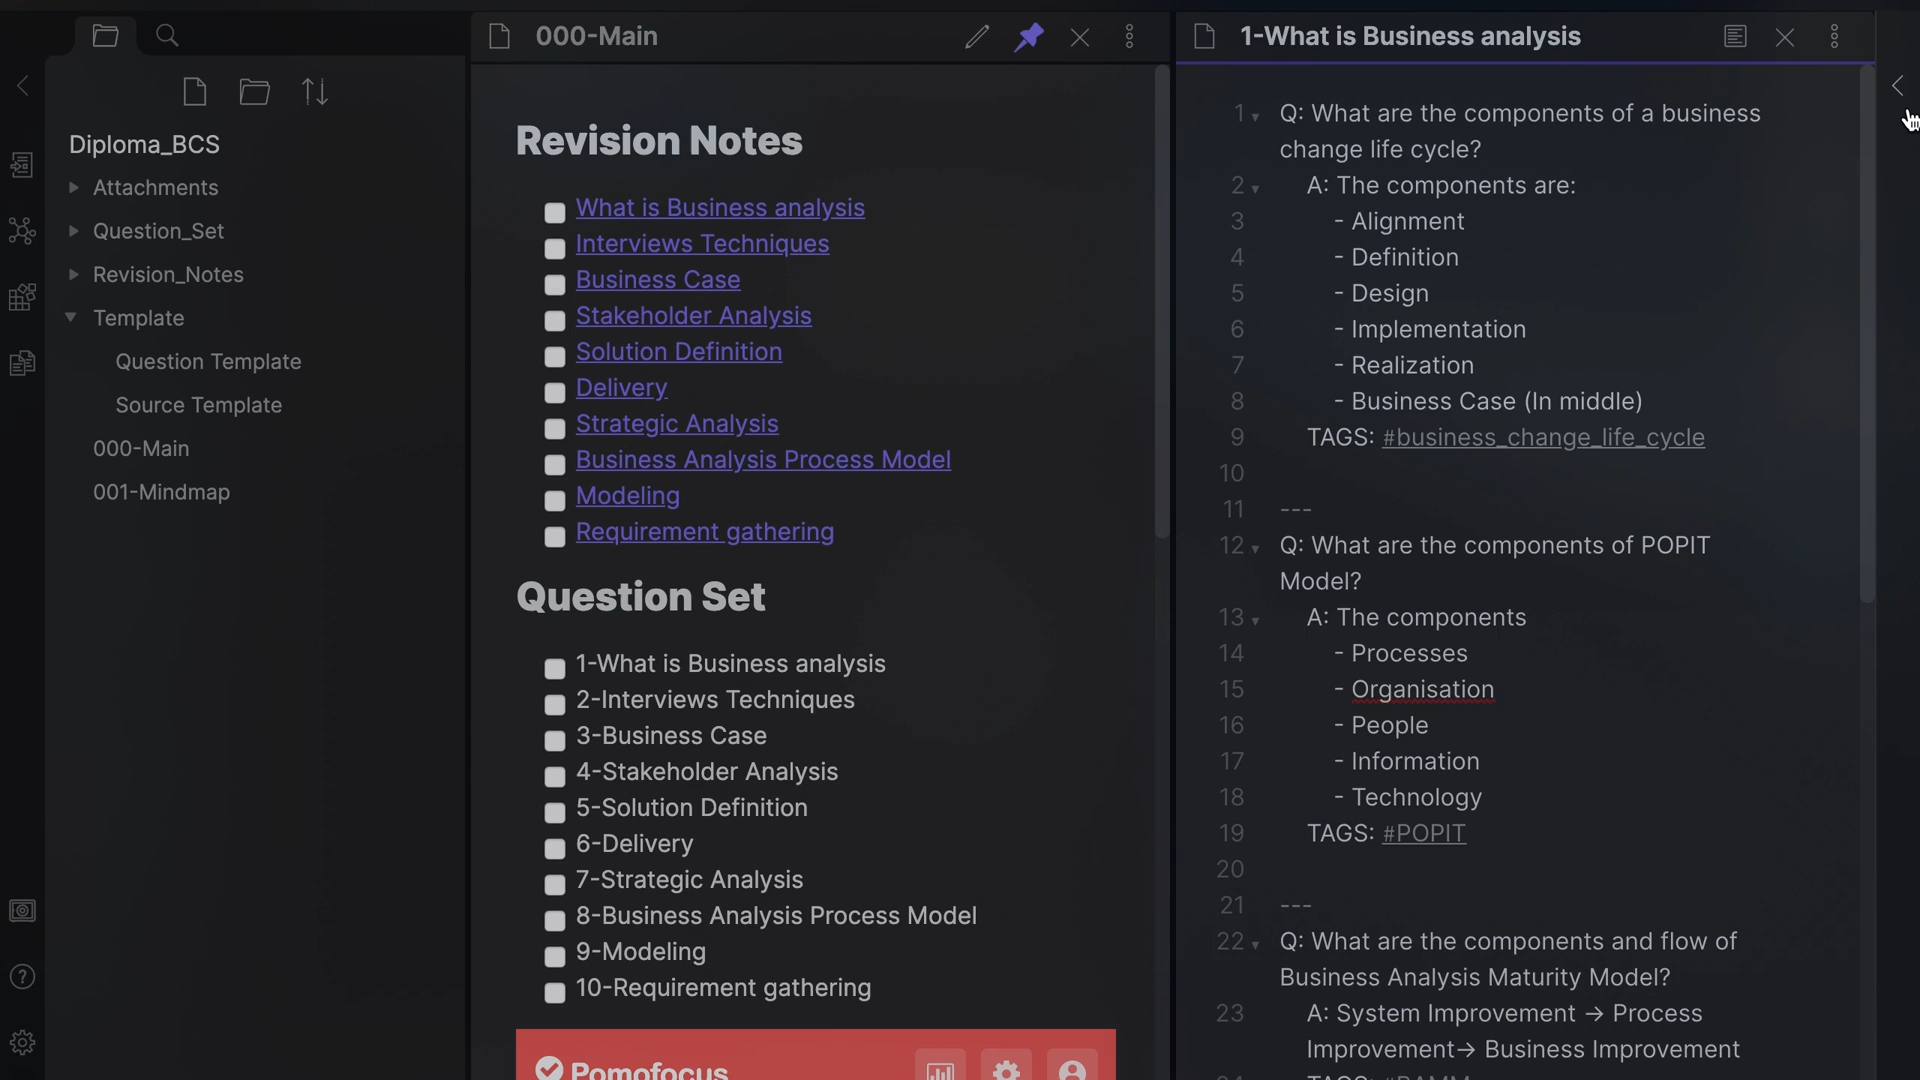 Diploma_BCS
Attachments
Question_Set
Revision_Notes
Template
Question Template
Source Template
000-Main
001-Mindmap
000-Main
Revision Notes
What is Business analysis
Interviews Techniques
Business Case
Stakeholder Analysis
Solution Definition
Delivery
Strategic Analysis
Business Analysis Process Model
Modeling
Requirement gathering
Question Set
1-What is Business analysis
2-Interviews Techniques
3-Business Case
4-Stakeholder Analysis
5-Solution Definition
6-Delivery
7-Strategic Analysis
8-Business Analysis Process Model
9-Modeling
10-Requirement gathering
Pomofocus
1-What is Business analysis
1 Q: What are the components of a business
change life cycle?
2 A: The components are:
3 - Alignment
4 - Definition
5 - Design
6 - Implementation
7 - Realization
8 - Business Case (In middle)
9 TAGS: #business_change_life_cycle
10
11 ---
12 Q: What are the components of POPIT
Model?
13 A: The components
14 - Processes
15 - Organisation
16 - People
17 - Information
18 - Technology
19 TAGS: #POPIT
20
21 ---
22 Q: What are the components and flow of
Business Analysis Maturity Model?
23 A: System Improvement → Process
Improvement→ Business Improvement
24 TAGS: #BAMM